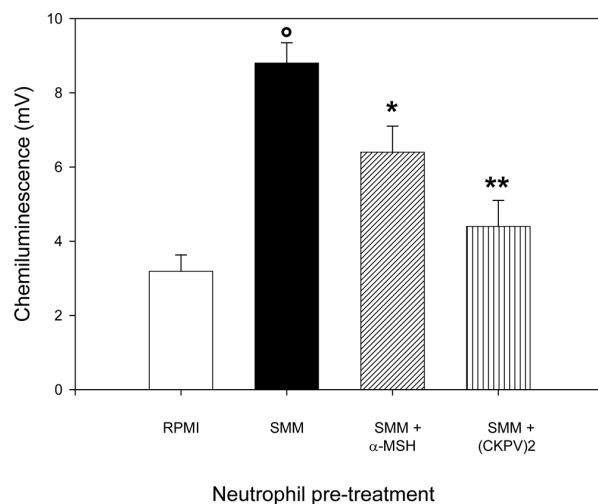 10
8
6
4
2
0
Chemiluminescence (mV)
°
*
**
RPMI
SMM
SMM +
α-MSH
SMM +
(CKPV)2
Neutrophil pre-treatment